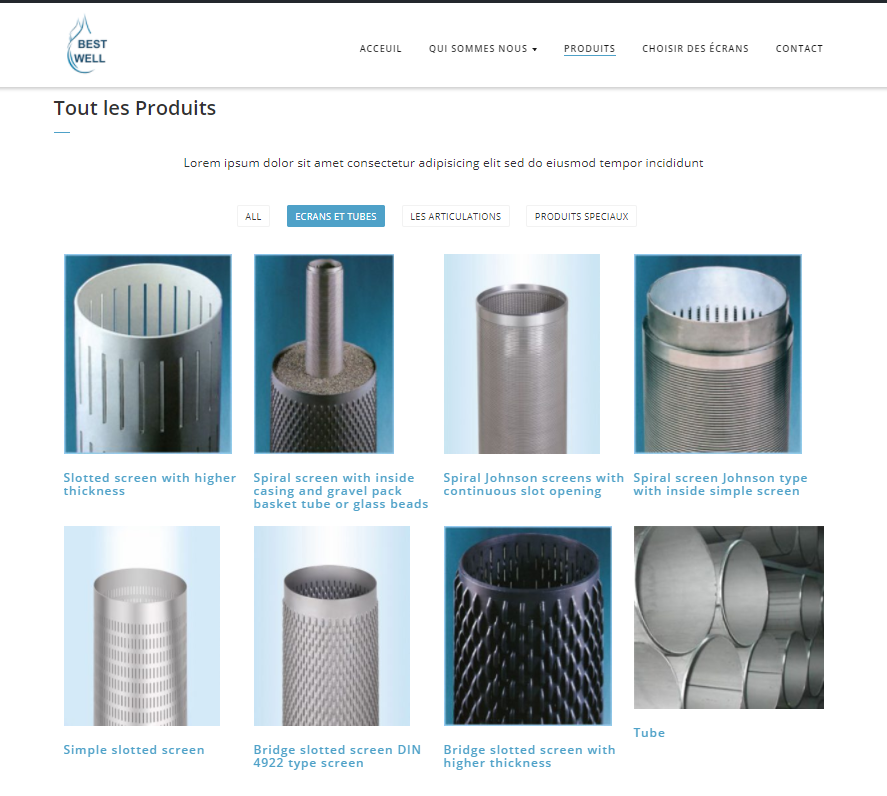 BEST
WELL
ACCEUIL QUI SOMMES NOUS PRODUITS CHOISIR DES ÉCRANS CONTACT
Tout les Produits
Lorem ipsum dolor sit amet consectetur adipisicing elit sed do eiusmod tempor incididunt
ALL ECRANS ET TUBES LES ARTICULATIONS PRODUITS SPECIAUX
Slotted screen with higher
thickness
Spiral screen with inside
casing and gravel pack
basket tube or glass beads
Spiral Johnson screens with
continuous slot opening
Spiral screen Johnson type
with inside simple screen
Simple slotted screen
Bridge slotted screen DIN
4922 type screen
Bridge slotted screen with
higher thickness
Tube